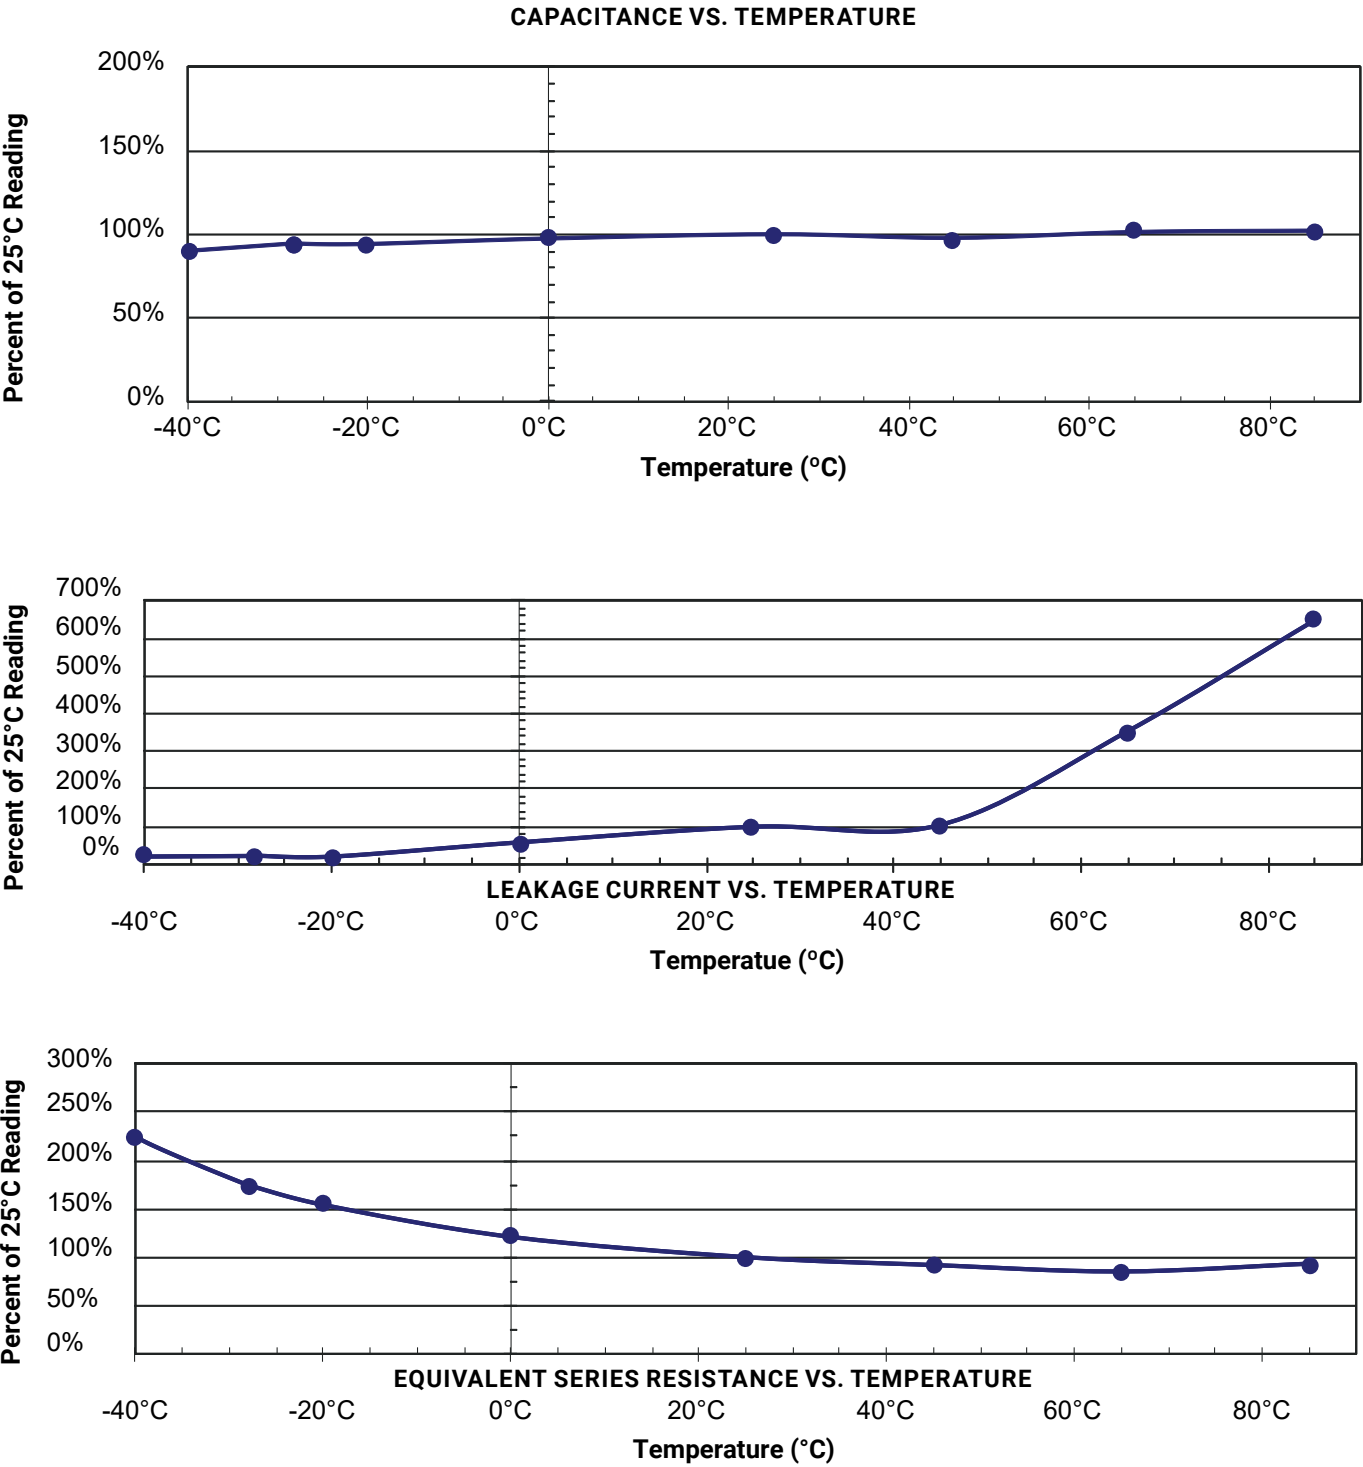 CAPACITANCE VS. TEMPERATURE
Percent of 25°C Reading
200%
150%
100%
50%
0%
-40°C -20°C 0°C 20°C 40°C 60°C 80°C
Temperature (ºC)
Percent of 25°C Reading
700%
600%
500%
400%
300%
200%
100%
0%
LEAKAGE CURRENT VS. TEMPERATURE
-40°C -20°C 0°C 20°C 40°C 60°C 80°C
Temperatue (ºC)
Percent of 25°C Reading
300%
250%
200%
150%
100%
50%
0%
EQUIVALENT SERIES RESISTANCE VS. TEMPERATURE
-40°C -20°C 0°C 20°C 40°C 60°C 80°C
Temperature (°C)